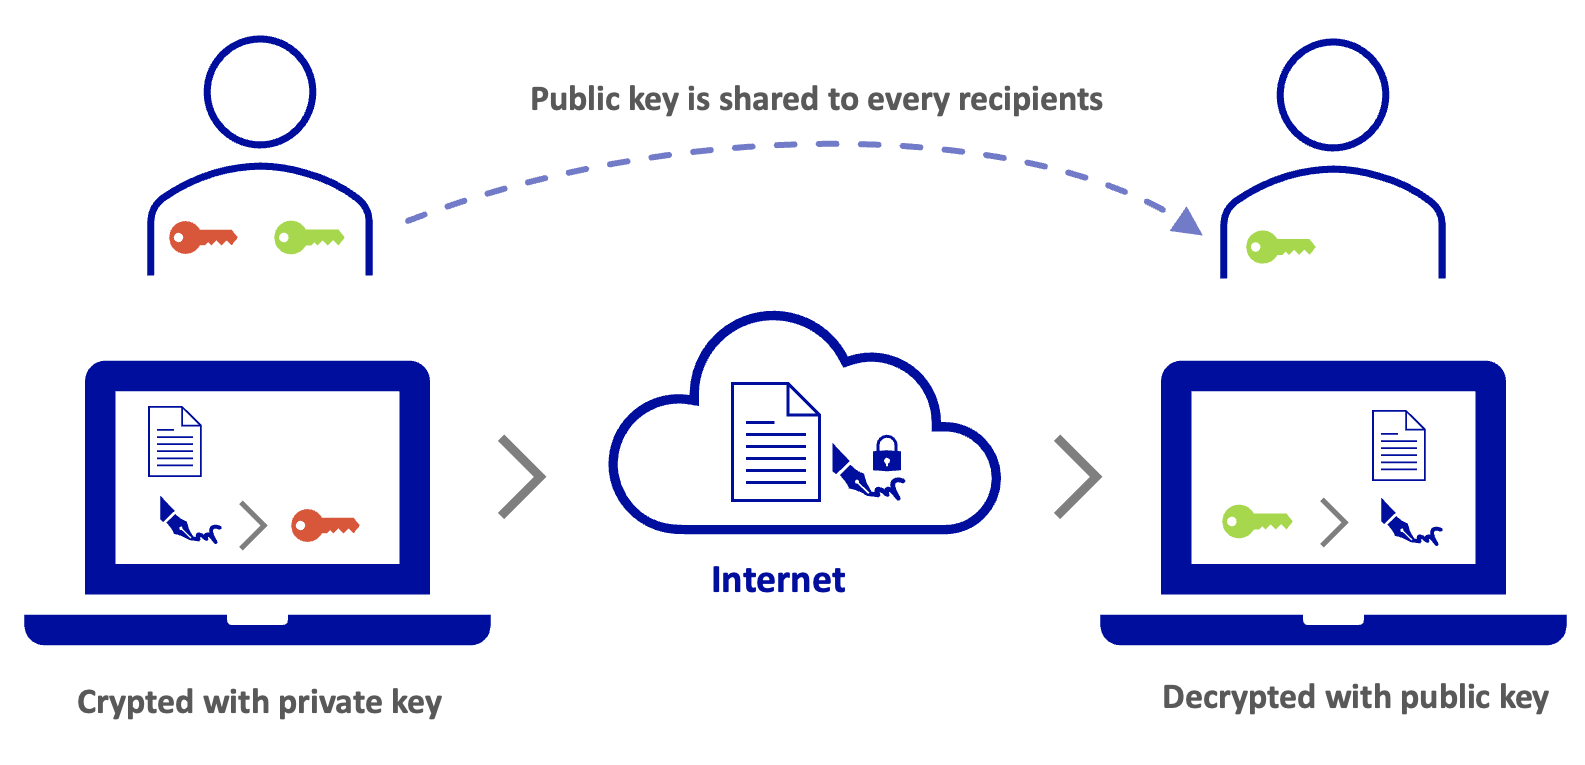 Public key is shared to every recipients
Internet
Crypted with private key
Decrypted with public key